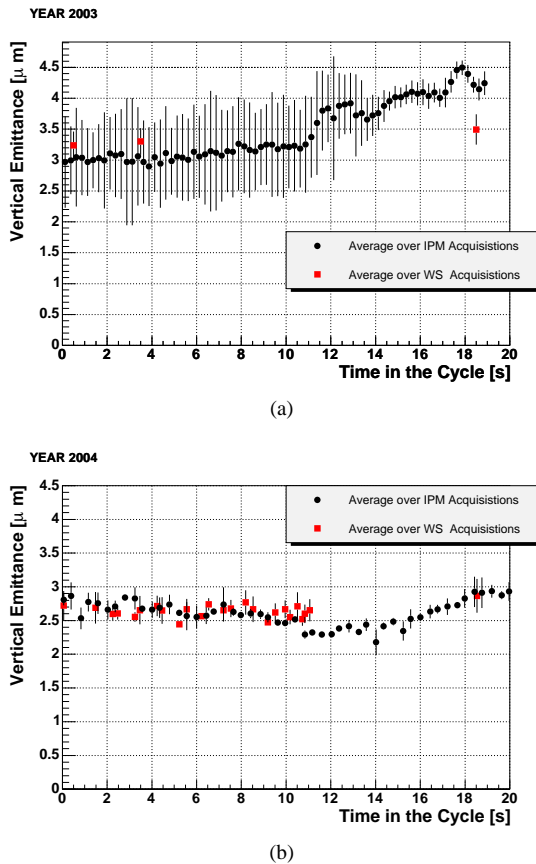 YEAR 2003
Vertical Emittance [μ m]
4.5
4
3.5
3
2.5
2
1.5
1
0.5
0
Average over IPM Acquisistions
Average over WS Acquisistions
0 2 4 6 8 10 12 14 16 18 20
Time in the Cycle [s]
(a)
YEAR 2004
Vertical Emittance [μ m]
4.5
4
3.5
3
2.5
2
1.5
1
0.5
0
Average over IPM Acquisistions
Average over WS Acquisistions
0 2 4 6 8 10 12 14 16 18 20
Time in the Cycle [s]
(b)